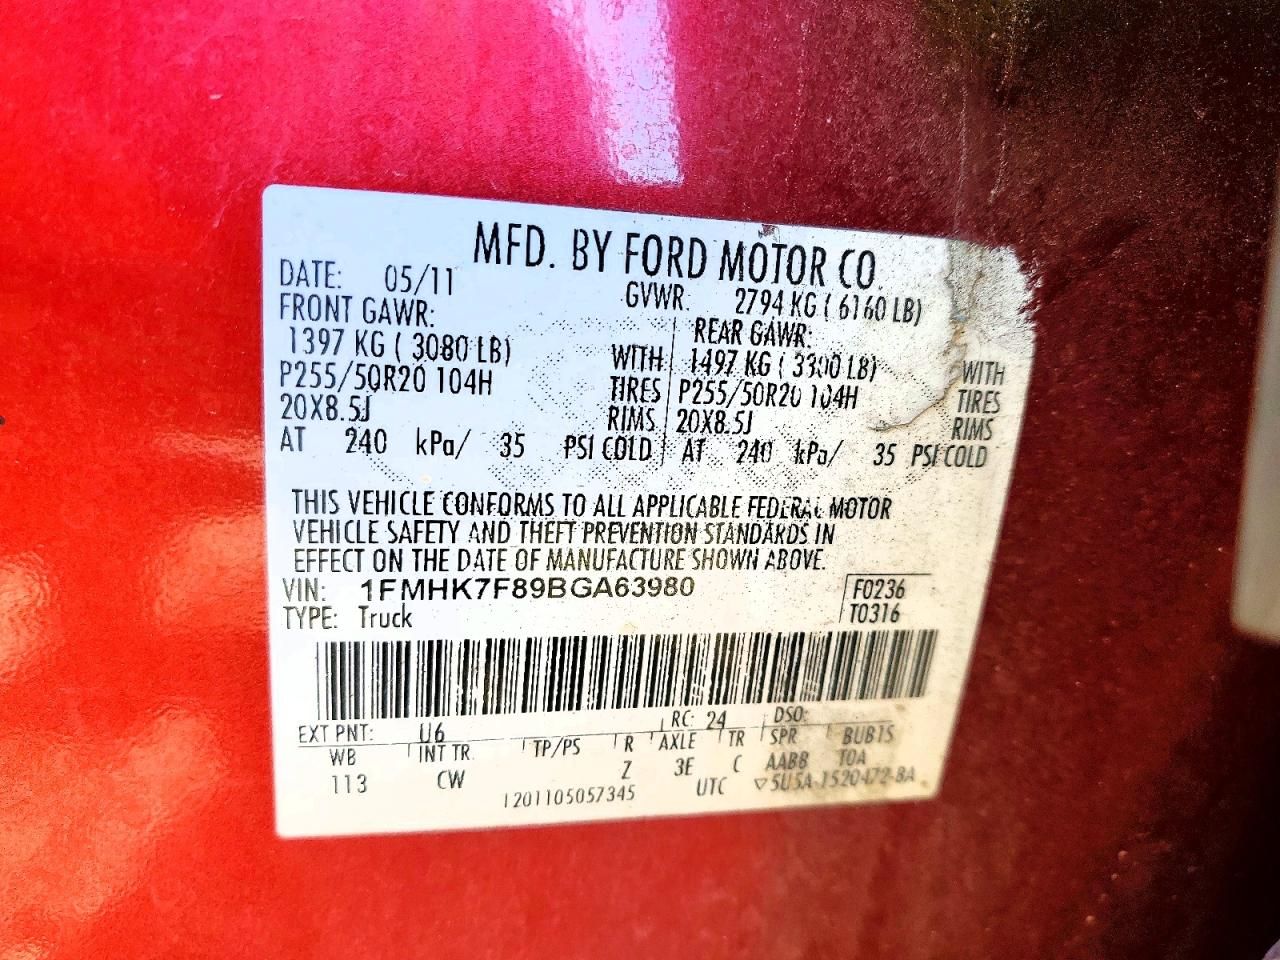 MFD. BY FORD MOTOR CO.
DATE: 05/11 GVWR: 2794 KG ( 6160 LB)
FRONT GAWR: REAR GAWR:
1397 KG ( 3080 LB) WITH 1497 KG ( 3300 LB) WITH
P255/50R20 104H TIRES P255/50R20 104H TIRES
20X8.5J RIMS 20X8.5J RIMS
AT 240 kPa/ 35 PSI COLD AT 240 kPa/ 35 PSI COLD
THIS VEHICLE CONFORMS TO ALL APPLICABLE FEDERAL MOTOR
VEHICLE SAFETY AND THEFT PREVENTION STANDARDS IN
EFFECT ON THE DATE OF MANUFACTURE SHOWN ABOVE.
VIN: 1FMHK7F89BGA63980 F0236
TYPE: Truck T0316
EXT PNT: U6 RC: 24 DSO:
WB INT TR TP/PS R AXLE TR SPR BUB1S
113 CW Z 3E C AABB TOA
1201105057345 UTC ▽5U5A-1520472-BA